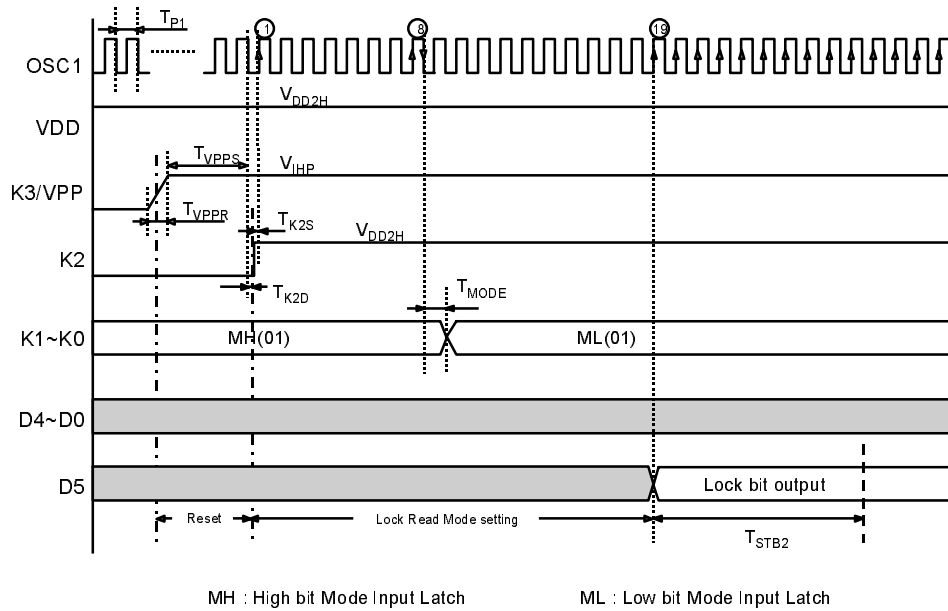 TP1
1
8
19
OSC1
VDD2H
VDD
TVPPS
VIHP
K3/VPP
TVPPR
TK2S
VDD2H
K2
TK2D
TMODE
K1~K0
MH(01)
ML(01)
D4~D0
D5
Lock bit output
Reset
Lock Read Mode setting
TSTB2
MH : High bit Mode Input Latch
ML : Low bit Mode Input Latch